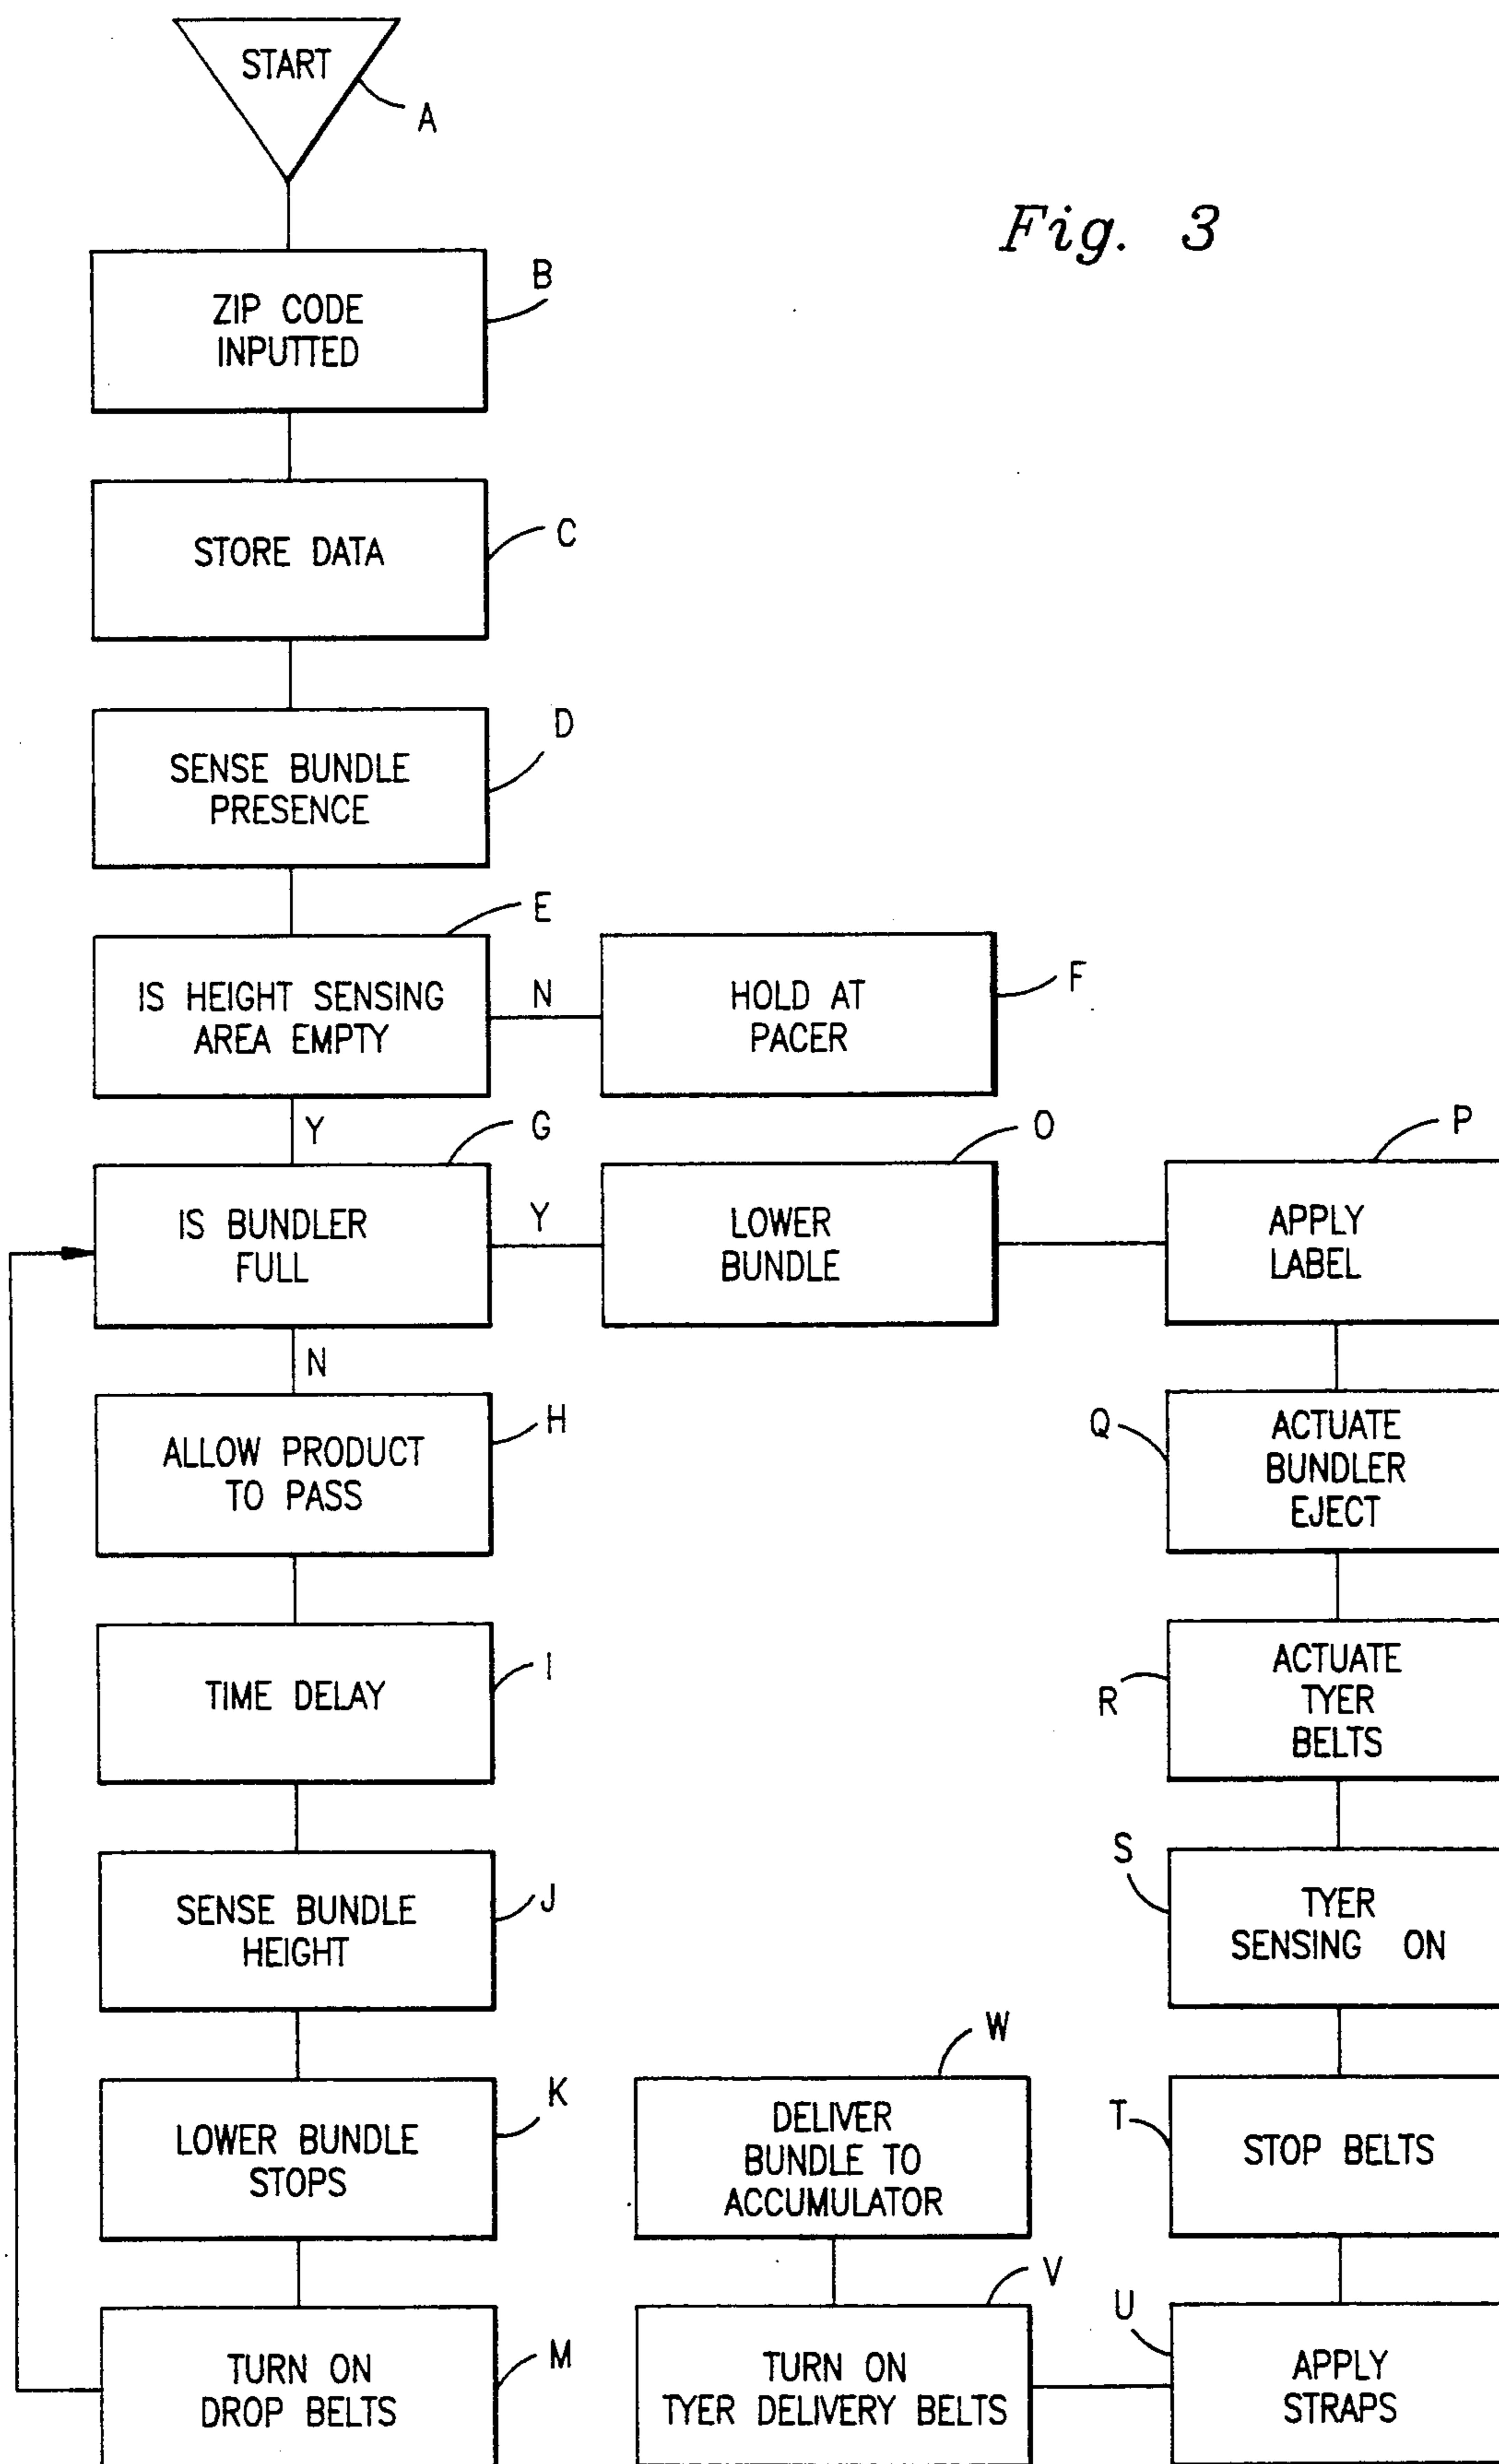 START
A
Fig. 3
ZIP CODE
INPUTTED
B
STORE DATA
C
SENSE BUNDLE
PRESENCE
D
IS HEIGHT SENSING
AREA EMPTY
E
N
HOLD AT
PACER
F
Y
IS BUNDLER
FULL
G
Y
LOWER
BUNDLE
O
APPLY
LABEL
P
N
ALLOW PRODUCT
TO PASS
H
ACTUATE
BUNDLER
EJECT
Q
TIME DELAY
I
ACTUATE
TYER
BELTS
R
SENSE BUNDLE
HEIGHT
J
TYER
SENSING ON
S
LOWER BUNDLE
STOPS
K
DELIVER
BUNDLE TO
ACCUMULATOR
W
STOP BELTS
T
TURN ON
DROP BELTS
M
TURN ON
TYER DELIVERY BELTS
V
APPLY
STRAPS
U